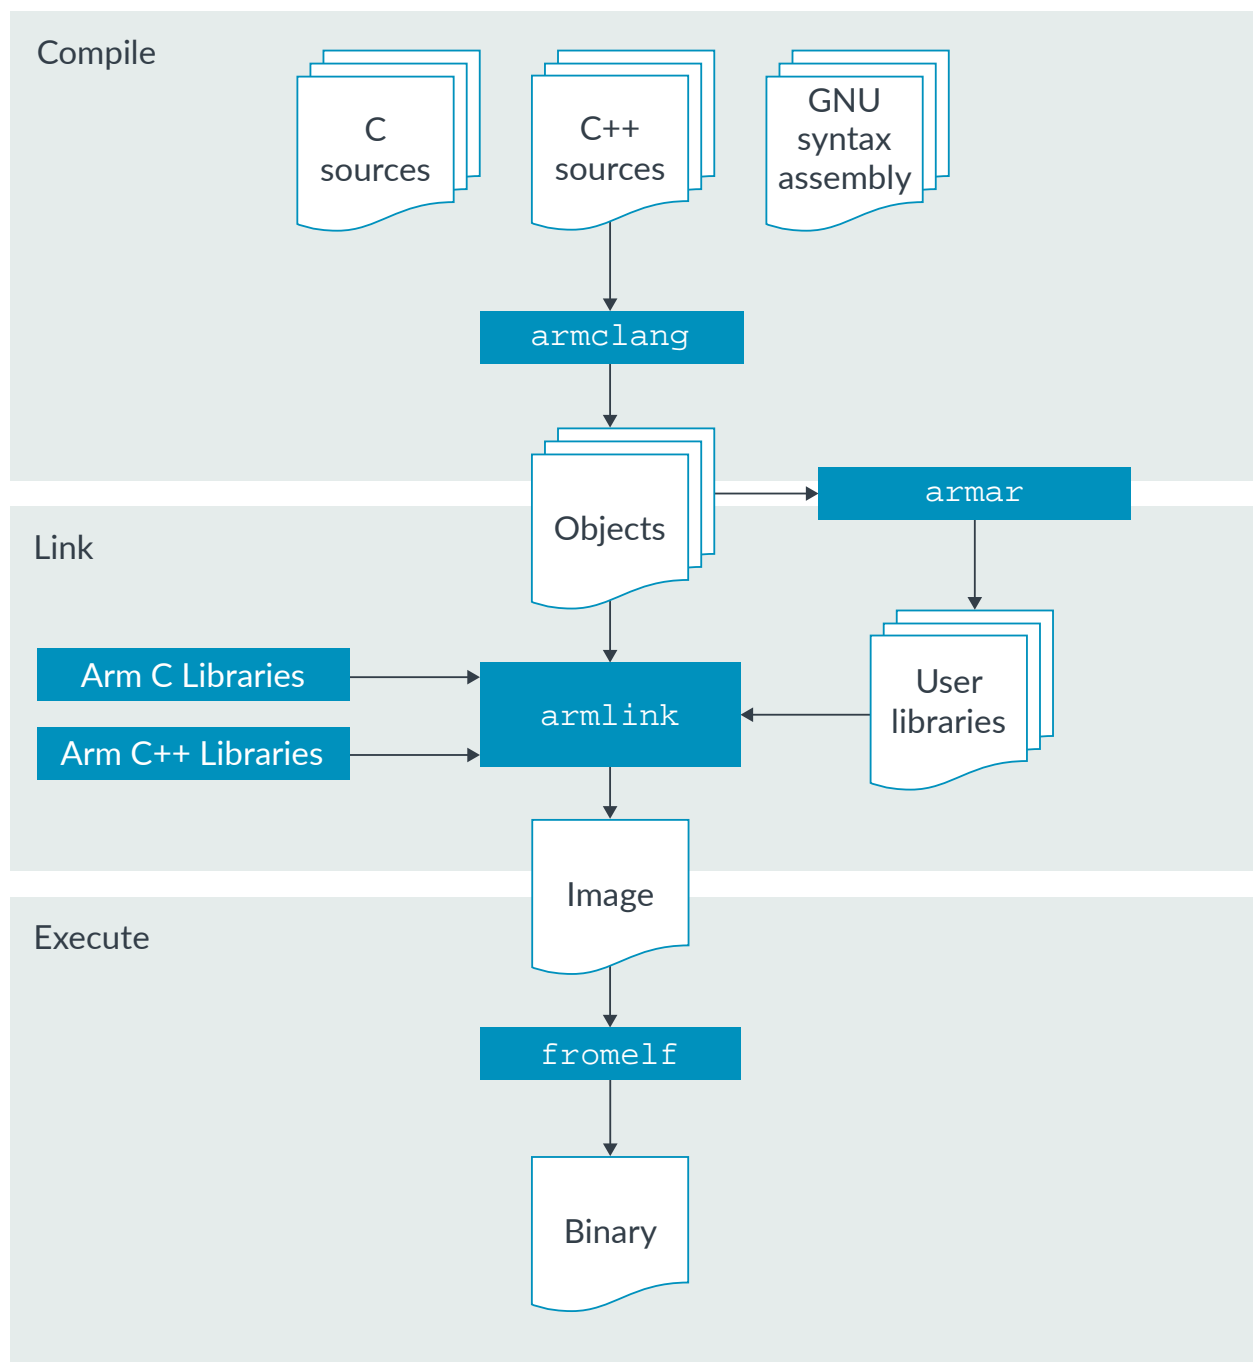 Compile
C
sources
C++
sources
GNU
syntax
assembly
armclang
armar
Objects
Link
Arm C Libraries
Arm C++ Libraries
armlink
User
libraries
Image
Execute
fromelf
Binary